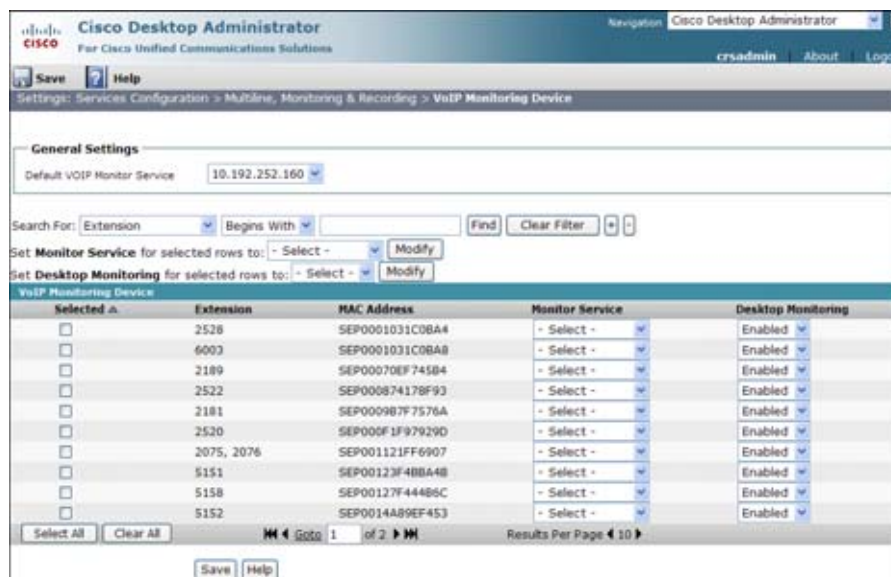 CISCO
Cisco Desktop Administrator
For Cisco Unified Communications Solutions
Navigation Cisco Desktop Administrator
crsadmin About
Save Help
Settings: Services Configuration > Multiline, Monitoring & Recording > VoIP Monitoring Device
General Settings
Default VOIP Monitor Service 10.192.252.160
Search For: Extension Begins With Find Clear Filter + -
Set Monitor Service for selected rows to: - Select - Modify
Set Desktop Monitoring for selected rows to: - Select - Modify
VoIP Monitoring Device
Selected Extension MAC Address Monitor Service Desktop Monitoring
2528 SEP0001031C0BA4 - Select - Enabled
6003 SEP0001031C0BA8 - Select - Enabled
2189 SEP00070EF745B4 - Select - Enabled
2522 SEP000874178F93 - Select - Enabled
2181 SEP0009B7F7576A - Select - Enabled
2520 SEP000F1F97929D - Select - Enabled
2075, 2076 SEP001121FF6907 - Select - Enabled
5151 SEP00123F4BBA4B - Select - Enabled
5158 SEP00127F444B6C - Select - Enabled
5152 SEP0014A89EF453 - Select - Enabled
Select All Clear All Goto 1 of 2 Results Per Page 10
Save Help